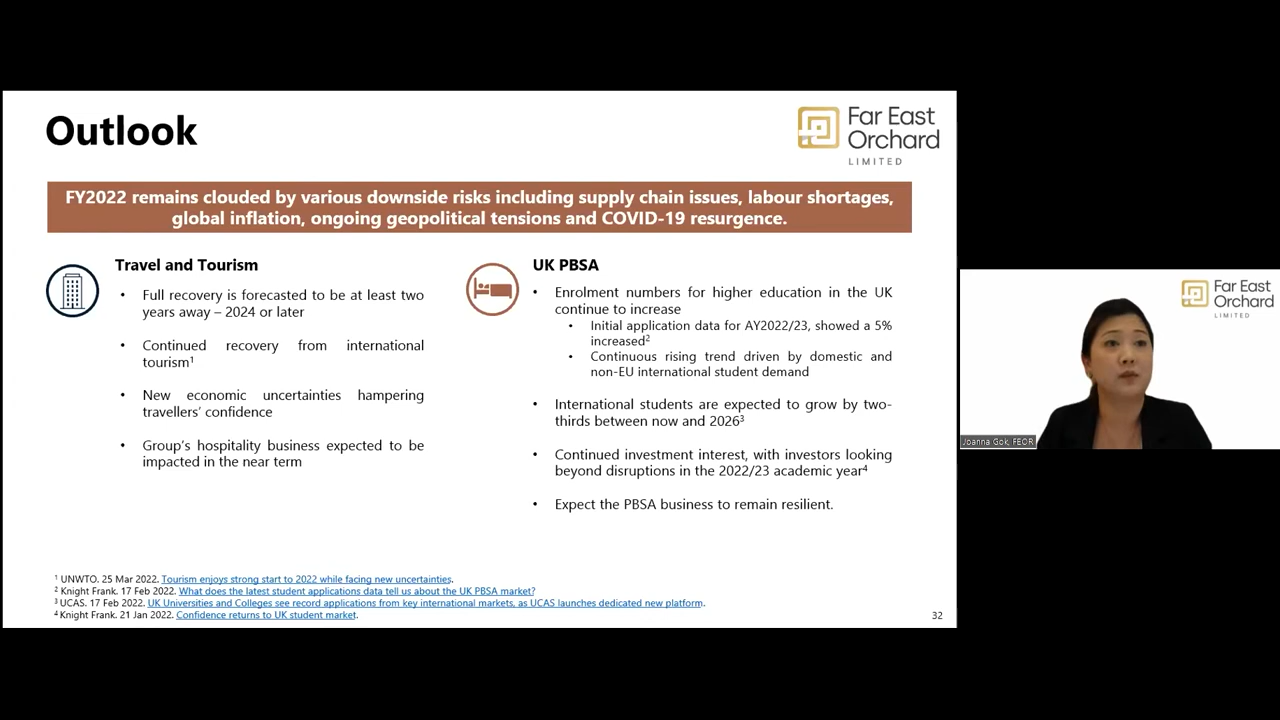 Outlook
Far East
Orchard
LIMITED
FY2022 remains clouded by various downside risks including supply chain issues, labour shortages,
global inflation, ongoing geopolitical tensions and COVID-19 resurgence.
Travel and Tourism
• Full recovery is forecasted to be at least two
years away – 2024 or later
• Continued recovery from international
tourism¹
• New economic uncertainties hampering
travellers' confidence
• Group's hospitality business expected to be
impacted in the near term
UK PBSA
• Enrolment numbers for higher education in the UK
continue to increase
• Initial application data for AY2022/23, showed a 5%
increased²
• Continuous rising trend driven by domestic and
non-EU international student demand
• International students are expected to grow by two-
thirds between now and 2026³
• Continued investment interest, with investors looking
beyond disruptions in the 2022/23 academic year⁴
• Expect the PBSA business to remain resilient.
¹ UNWTO. 25 Mar 2022. Tourism enjoys strong start to 2022 while facing new uncertainties.
² Knight Frank. 17 Feb 2022. What does the latest student applications data tell us about the UK PBSA market?
³ UCAS. 17 Feb 2022. UK Universities and Colleges see record applications from key international markets, as UCAS launches dedicated new platform.
⁴ Knight Frank. 21 Jan 2022. Confidence returns to UK student market.
32
Far East
Orchard
LIMITED
Joanna Gok, FEOR